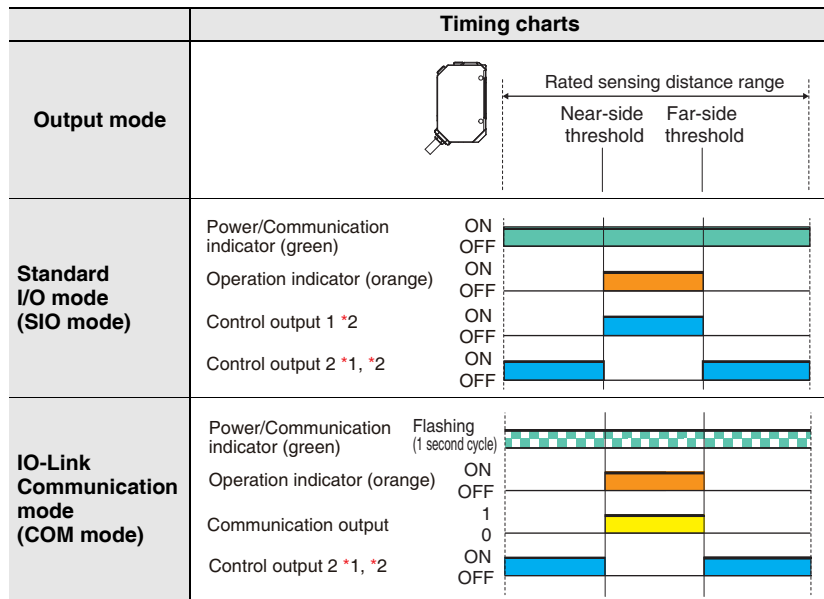 Timing charts
Output mode
Rated sensing distance range
Near-side
threshold
Far-side
threshold
Standard
I/O mode
(SIO mode)
Power/Communication
indicator (green)
ON
OFF
Operation indicator (orange)
ON
OFF
Control output 1 *2
ON
OFF
Control output 2 *1, *2
ON
OFF
IO-Link
Communication
mode
(COM mode)
Power/Communication
indicator (green)
Flashing
(1 second cycle)
Operation indicator (orange)
ON
OFF
Communication output
1
0
Control output 2 *1, *2
ON
OFF